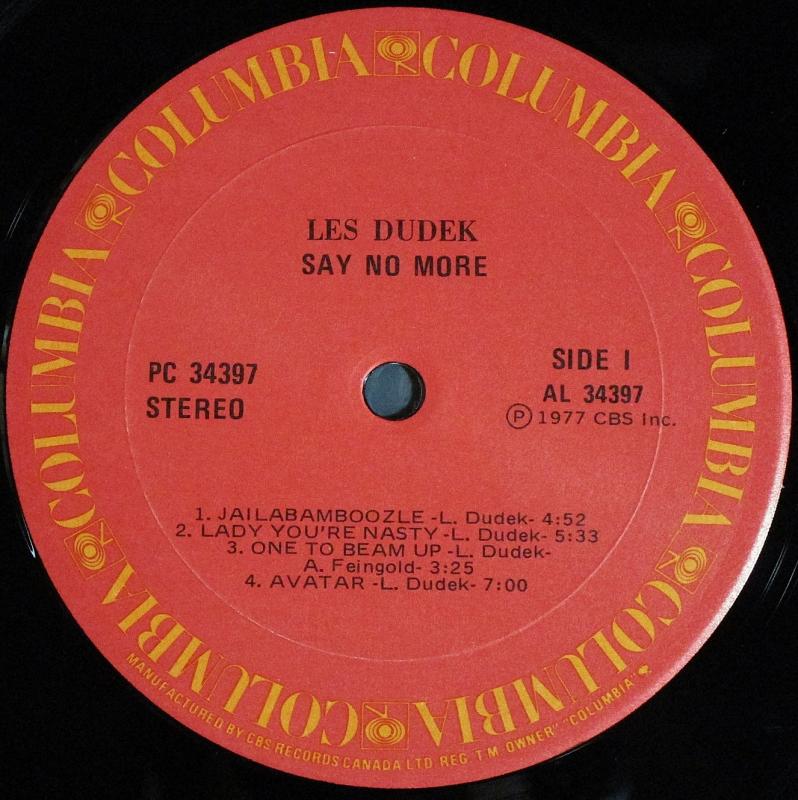 COLUMBIA COLUMBIA COLUMBIA COLUMBIA COLUMBIA COLUMBIA
LES DUDEK
SAY NO MORE
PC 34397
STEREO
SIDE I
AL 34397
Ⓟ 1977 CBS Inc.
1. JAILABAMBOOZLE -L. Dudek- 4:52
2. LADY YOU'RE NASTY -L. Dudek- 5:33
3. ONE TO BEAM UP -L. Dudek-
A. Feingold- 3:25
4. AVATAR -L. Dudek- 7:00
MANUFACTURED BY CBS RECORDS CANADA LTD REG T M OWNER "COLUMBIA"